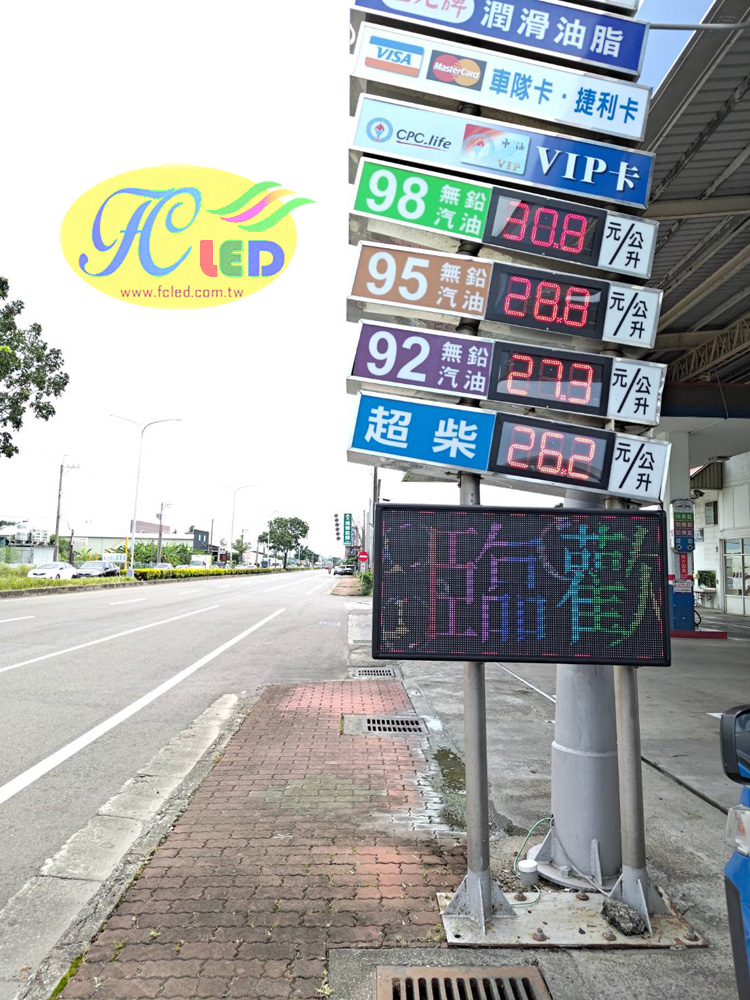 潤滑油脂
VISA MasterCard 車隊卡·捷利卡
CPC.life 中油 VIP VIP卡
98 無鉛汽油 30.8 元/公升
95 無鉛汽油 28.8 元/公升
92 無鉛汽油 27.3 元/公升
超柴 26.2 元/公升
臨歡
FC LED
www.fcled.com.tw